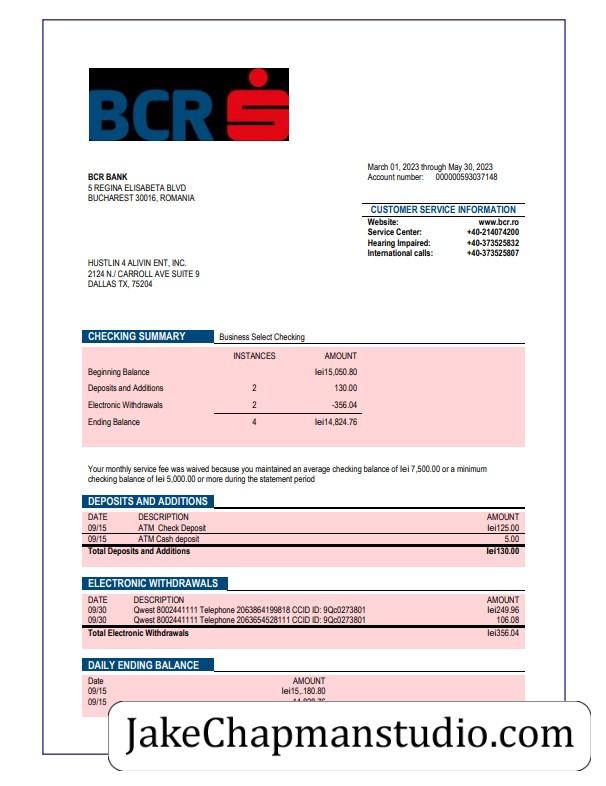 BCR S
March 01, 2023 through May 30, 2023
Account number: 000000593037148
BCR BANK
5 REGINA ELISABETA BLVD
BUCHAREST 30016, ROMANIA
CUSTOMER SERVICE INFORMATION
Website: www.bcr.ro
Service Center: +40-214074200
Hearing Impaired: +40-373525832
International calls: +40-373525807
HUSTLIN 4 ALIVIN ENT, INC.
2124 N./ CARROLL AVE SUITE 9
DALLAS TX, 75204
CHECKING SUMMARY Business Select Checking
INSTANCES AMOUNT
Beginning Balance lei15,050.80
Deposits and Additions 2 130.00
Electronic Withdrawals 2 -356.04
Ending Balance 4 lei14,824.76
Your monthly service fee was waived because you maintained an average checking balance of lei 7,500.00 or a minimum
checking balance of lei 5,000.00 or more during the statement period
DEPOSITS AND ADDITIONS
DATE DESCRIPTION AMOUNT
09/15 ATM Check Deposit lei125.00
09/15 ATM Cash deposit 5.00
Total Deposits and Additions lei130.00
ELECTRONIC WITHDRAWALS
DATE DESCRIPTION AMOUNT
09/30 Qwest 8002441111 Telephone 2063864199818 CCID ID: 9Qc0273801 lei249.96
09/30 Qwest 8002441111 Telephone 2063654528111 CCID ID: 9Qc0273801 106.08
Total Electronic Withdrawals lei356.04
DAILY ENDING BALANCE
Date AMOUNT
09/15 lei15,.180.80
09/15
JakeChapmanstudio.com